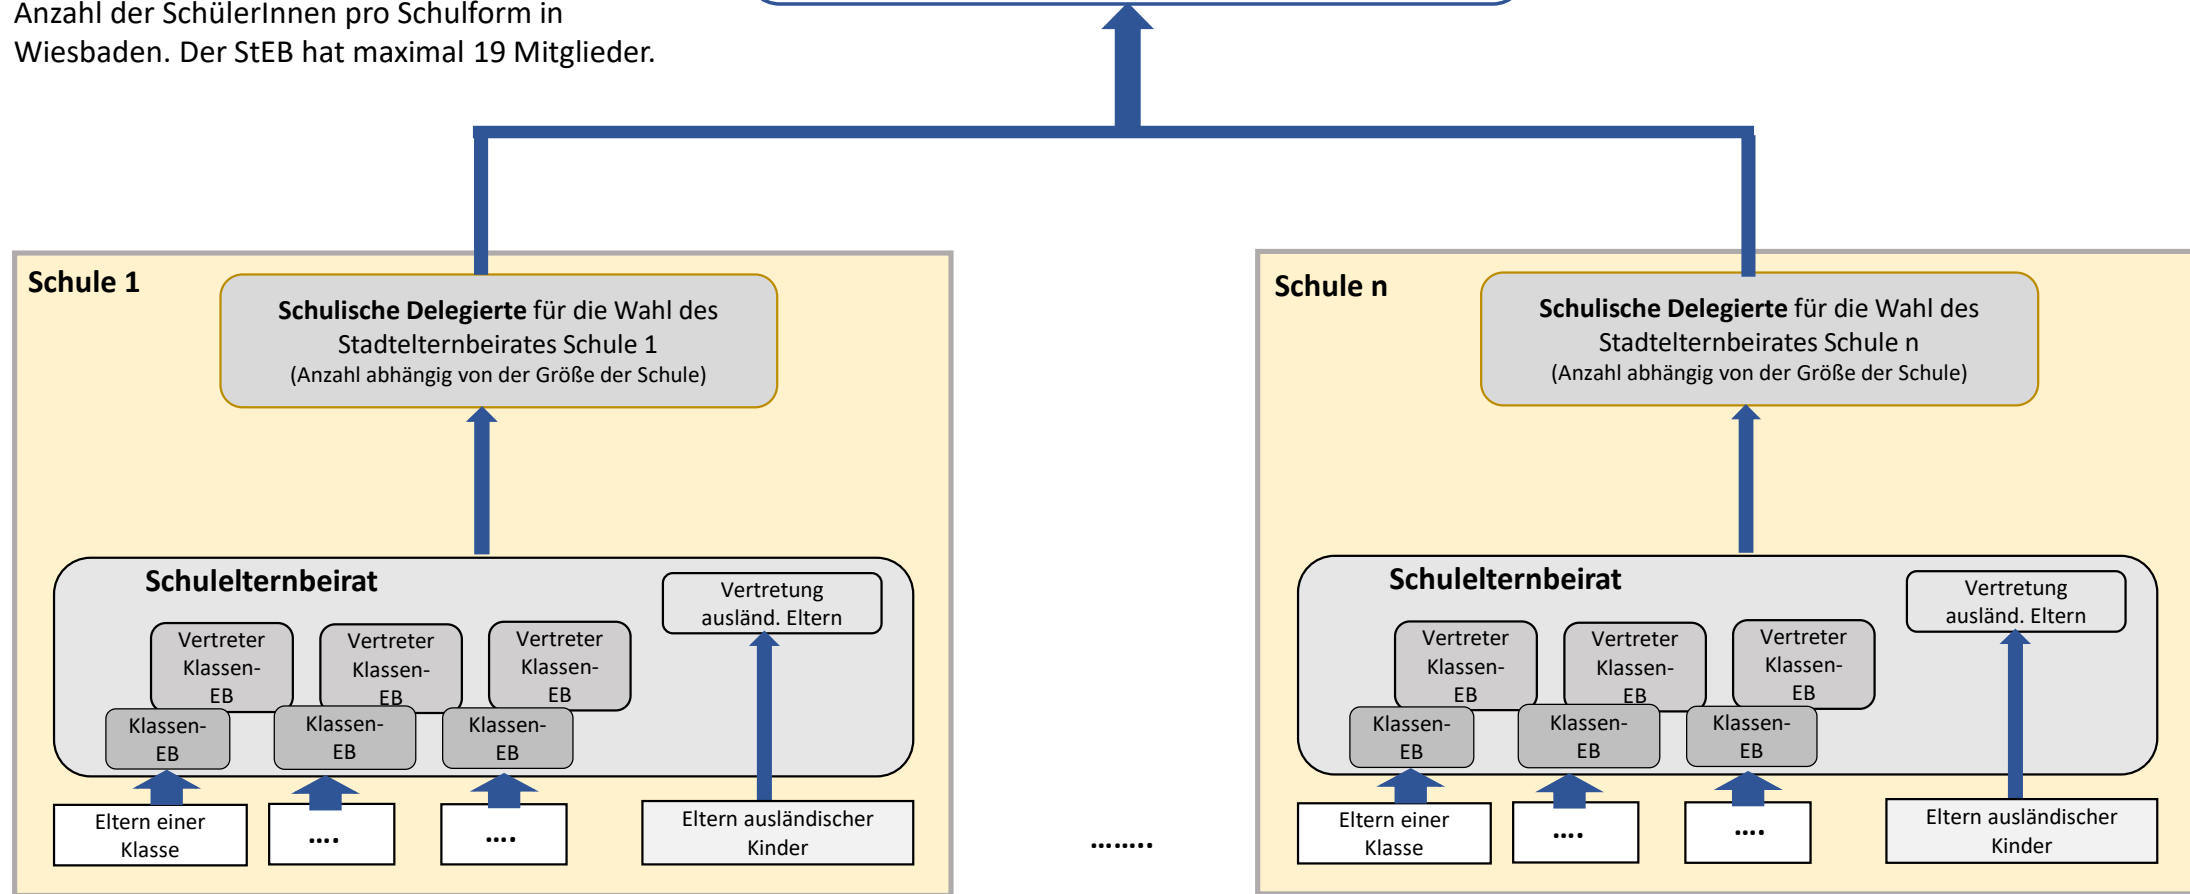 Anzahl der SchülerInnen pro Schulform in
Wiesbaden. Der StEB hat maximal 19 Mitglieder.
Schule 1
Schulische Delegierte für die Wahl des
Stadtelternbeirates Schule 1
(Anzahl abhängig von der Größe der Schule)
Schulelternbeirat
Vertretung
ausländ. Eltern
Vertreter
Klassen-
EB
Vertreter
Klassen-
EB
Vertreter
Klassen-
EB
Klassen-
EB
Klassen-
EB
Klassen-
EB
Eltern einer
Klasse
....
....
Eltern ausländischer
Kinder
........
Schule n
Schulische Delegierte für die Wahl des
Stadtelternbeirates Schule n
(Anzahl abhängig von der Größe der Schule)
Schulelternbeirat
Vertretung
ausländ. Eltern
Vertreter
Klassen-
EB
Vertreter
Klassen-
EB
Vertreter
Klassen-
EB
Klassen-
EB
Klassen-
EB
Klassen-
EB
Eltern einer
Klasse
....
....
Eltern ausländischer
Kinder